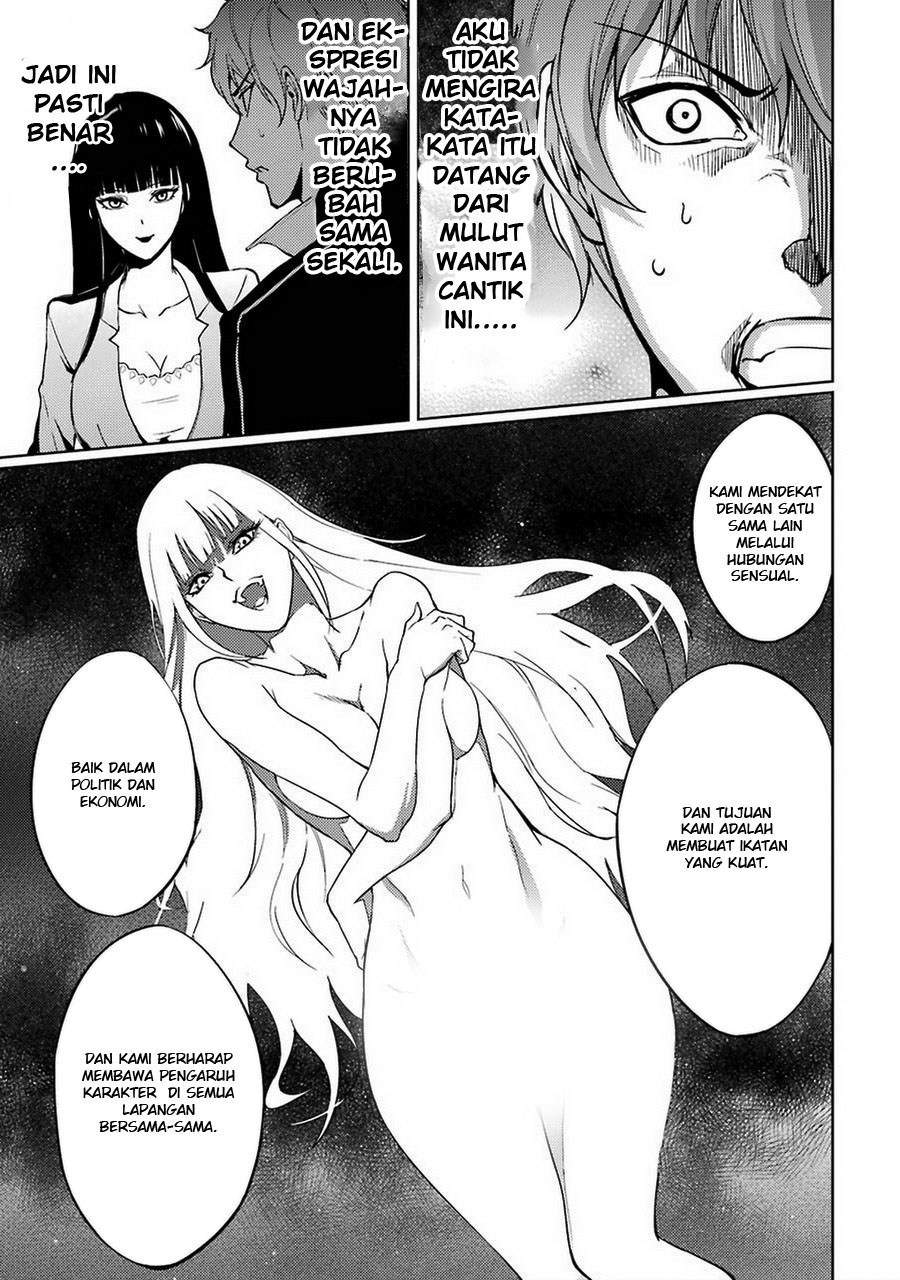 AKU
TIDAK
MENGIRA
KATA-
KATA ITU
DATANG
DARI
MULUT
WANITA
CANTIK
INI.....
DAN EK-
SPRESI
WAJAH-
NYA
TIDAK
BERU-
BAH
SAMA
SEKALI.
JADI INI
PASTI
BENAR
....
KAMI MENDEKAT
DENGAN SATU
SAMA LAIN
MELALUI
HUBUNGAN
SENSUAL.
DAN TUJUAN
KAMI ADALAH
MEMBUAT IKATAN
YANG KUAT.
BAIK DALAM
POLITIK DAN
EKONOMI.
DAN KAMI BERHARAP
MEMBAWA PENGARUH
KARAKTER DI SEMUA
LAPANGAN
BERSAMA-SAMA.